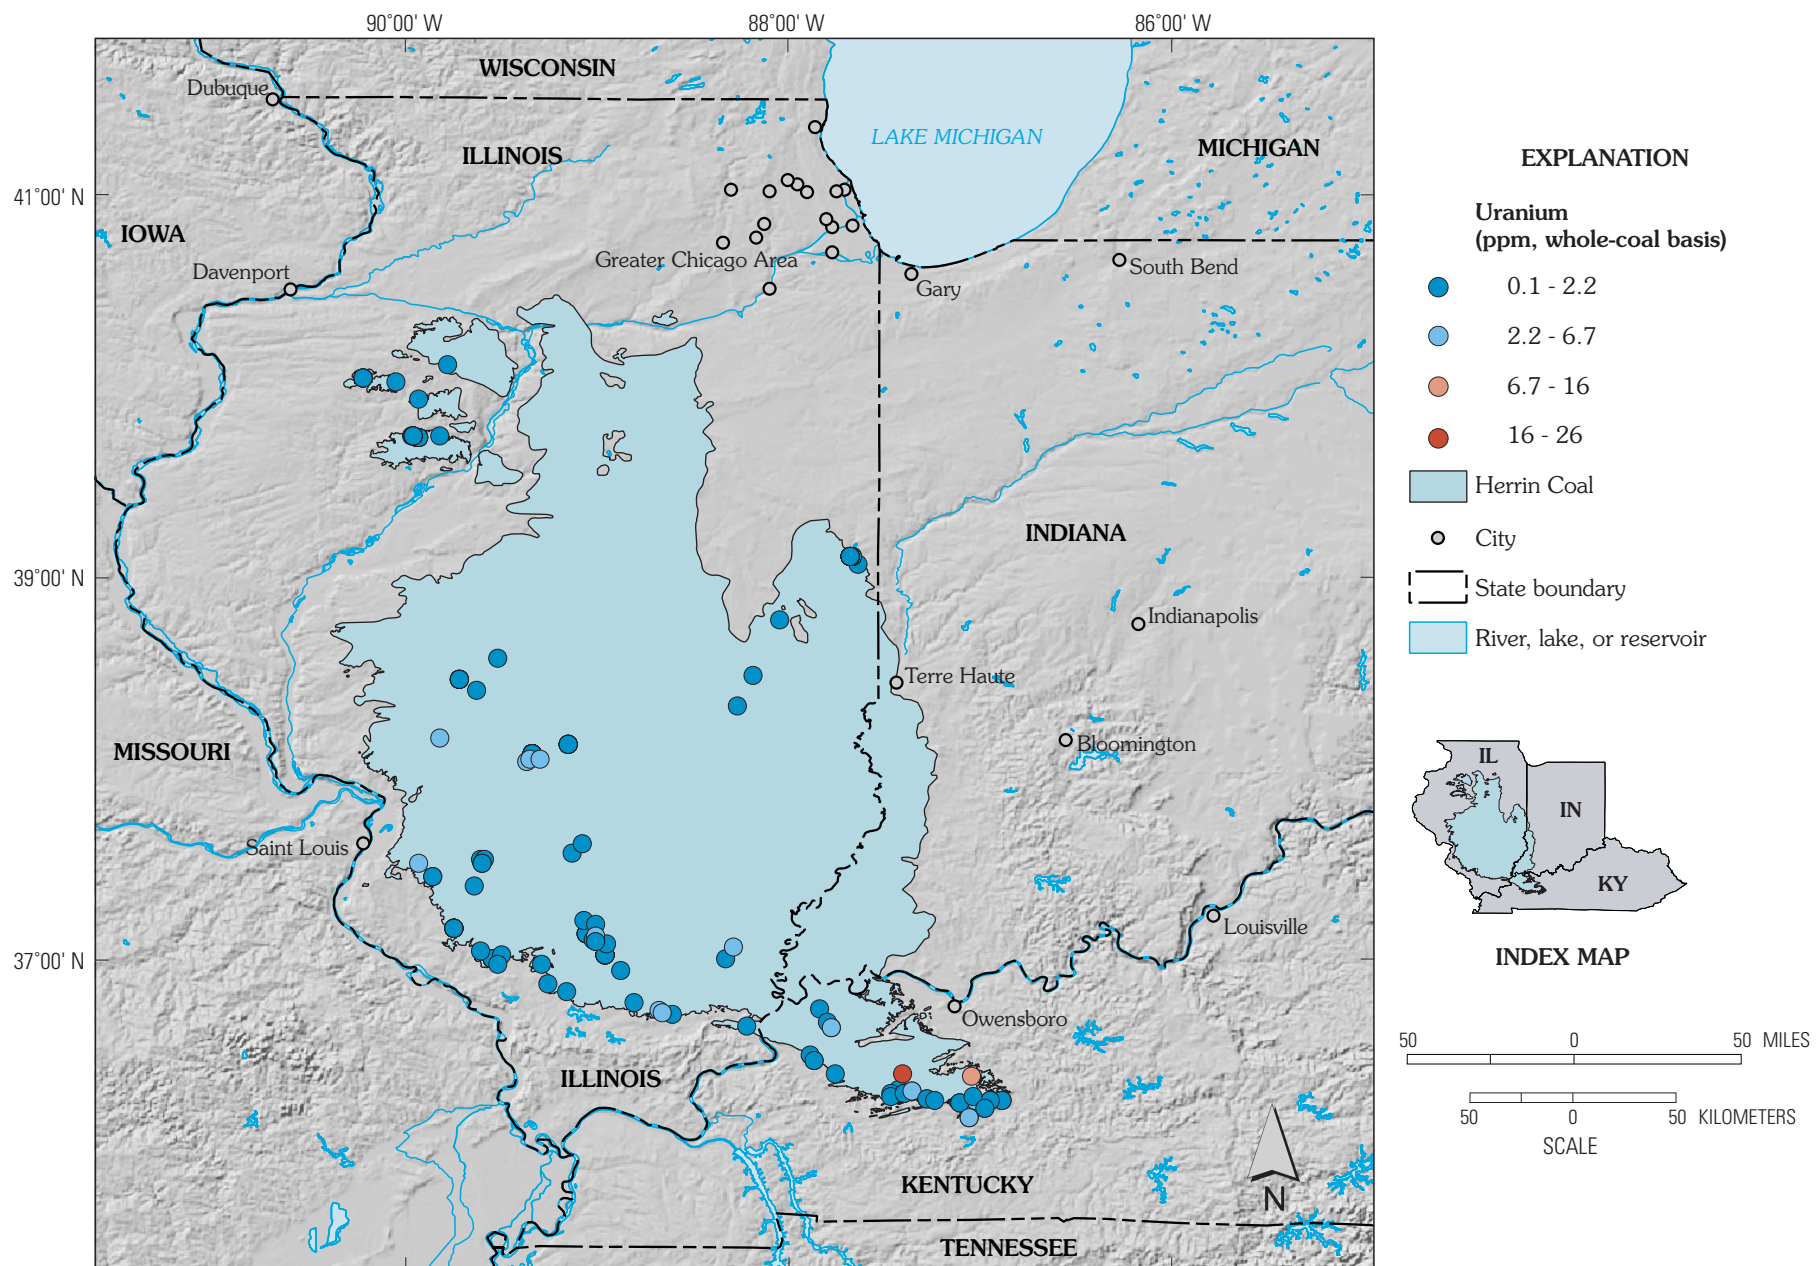 90°00' W
88°00' W
86°00' W
WISCONSIN
Dubuque
LAKE MICHIGAN
ILLINOIS
MICHIGAN
41°00' N
IOWA
Davenport
Greater Chicago Area
Gary
South Bend
39°00' N
INDIANA
Indianapolis
Terre Haute
Bloomington
MISSOURI
Saint Louis
Louisville
37°00' N
Owensboro
ILLINOIS
KENTUCKY
TENNESSEE
N
EXPLANATION
Uranium
(ppm, whole-coal basis)
0.1 - 2.2
2.2 - 6.7
6.7 - 16
16 - 26
Herrin Coal
City
State boundary
River, lake, or reservoir
IL
IN
KY
INDEX MAP
50 0 50 MILES
50 0 50 KILOMETERS
SCALE